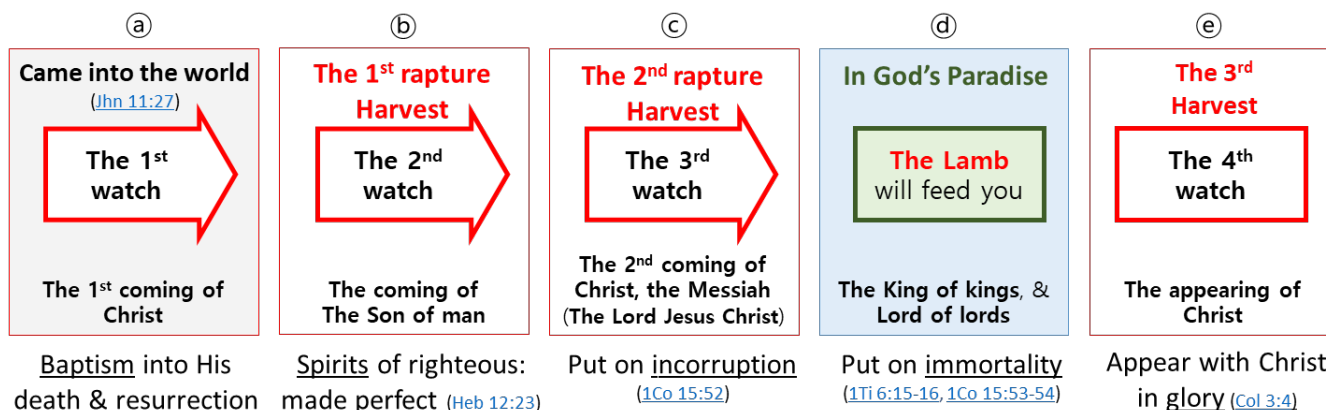 ⓐ
Came into the world
(Jhn 11:27)
The 1st
watch
The 1st coming of
Christ
Baptism into His
death & resurrection
ⓑ
The 1st rapture
Harvest
The 2nd
watch
The coming of
The Son of man
Spirits of righteous:
made perfect (Heb 12:23)
ⓒ
The 2nd rapture
Harvest
The 3rd
watch
The 2nd coming of
Christ, the Messiah
(The Lord Jesus Christ)
Put on incorruption
(1Co 15:52)
ⓓ
In God's Paradise
The Lamb
will feed you
The King of kings, &
Lord of lords
Put on immortality
(1Ti 6:15-16, 1Co 15:53-54)
ⓔ
The 3rd
Harvest
The 4th
watch
The appearing of
Christ
Appear with Christ
in glory (Col 3:4)